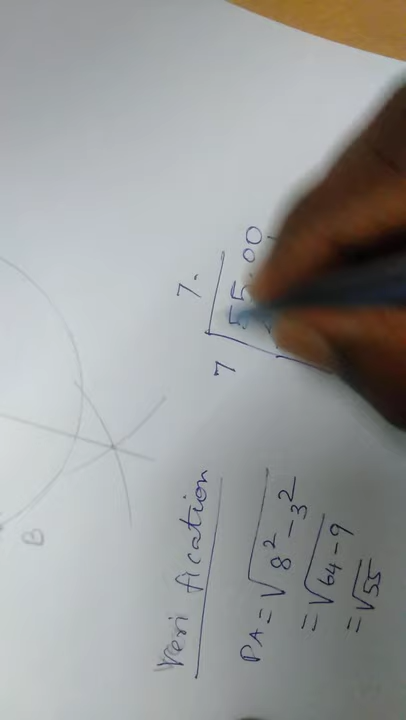 Verification
PA = √8² - 3²
= √64 - 9
= √55
7.
7 √55.00
B